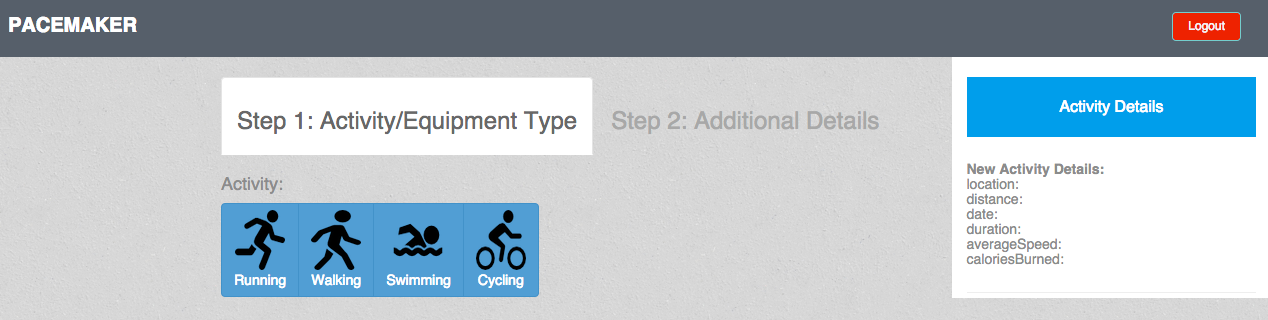 PACEMAKER
Logout
Step 1: Activity/Equipment Type
Step 2: Additional Details
Activity:
Running
Walking
Swimming
Cycling
Activity Details
New Activity Details:
location:
distance:
date:
duration:
averageSpeed:
caloriesBurned: